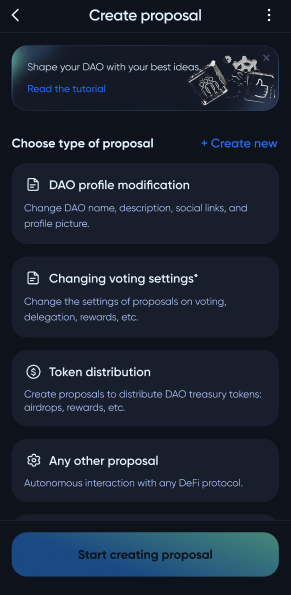 Create proposal
Shape your DAO with your best ideas.
Read the tutorial
Choose type of proposal
+ Create new
DAO profile modification
Change DAO name, description, social links, and
profile picture.
Changing voting settings*
Change the settings of proposals on voting,
delegation, rewards, etc.
Token distribution
Create proposals to distribute DAO treasury tokens:
airdrops, rewards, etc.
Any other proposal
Autonomous interaction with any DeFi protocol.
Start creating proposal